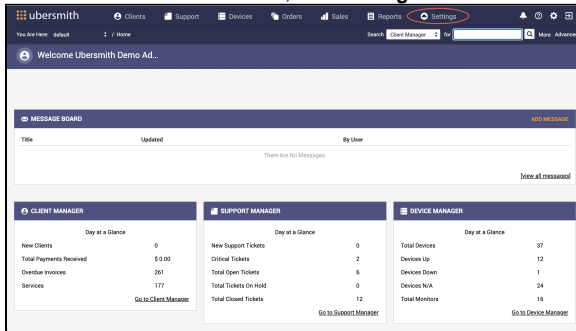 ubersmith Clients Support Devices Orders Sales Reports Settings
You Are Here: default / Home Search Client Manager for More Advance
Welcome Ubersmith Demo Ad...
MESSAGE BOARD ADD MESSAGE
Title Updated By User
There Are No Messages.
[view all messages]
CLIENT MANAGER
Day at a Glance
New Clients 0
Total Payments Received $ 0.00
Overdue Invoices 261
Services 177
Go to Client Manager
SUPPORT MANAGER
Day at a Glance
New Support Tickets 0
Critical Tickets 2
Total Open Tickets 6
Total Tickets On Hold 0
Total Closed Tickets 12
Go to Support Manager
DEVICE MANAGER
Day at a Glance
Total Devices 37
Devices Up 12
Devices Down 1
Devices N/A 24
Total Monitors 16
Go to Device Manager